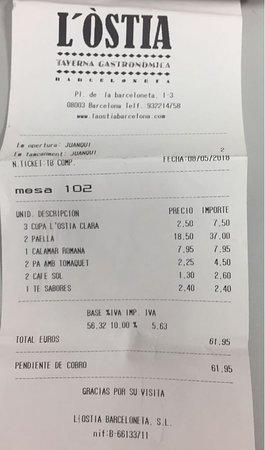 L'ÒSTIA
TAVERNA GASTRONÒMICA
BARCELONETA
Pl. de la barceloneta, 1-3
08003 Barcelona Telf. 932214758
www.laostiabarcelona.com
Em apertura: JUANQUI 2
Em tancament: JUANQUI FECHA:08/05/2018
N.TICKET:18 COMP.
mesa 102
UNID. DESCRIPCION PRECIO IMPORTE
3 COPA L'OSTIA CLARA 2,50 7,50
2 PAELLA 18,50 37,00
1 CALAMAR ROMANA 7,95 7,95
2 PA AMB TOMAQUET 2,25 4,50
2 CAFE SOL 1,30 2,60
1 TE SABORES 2,40 2,40
BASE %IVA IMP. IVA
56,32 10,00 % 5,63
TOTAL EUROS 61,95
PENDIENTE DE COBRO 61,95
GRACIAS POR SU VISITA
L'OSTIA BARCELONETA, S.L.
nif:B-66133711